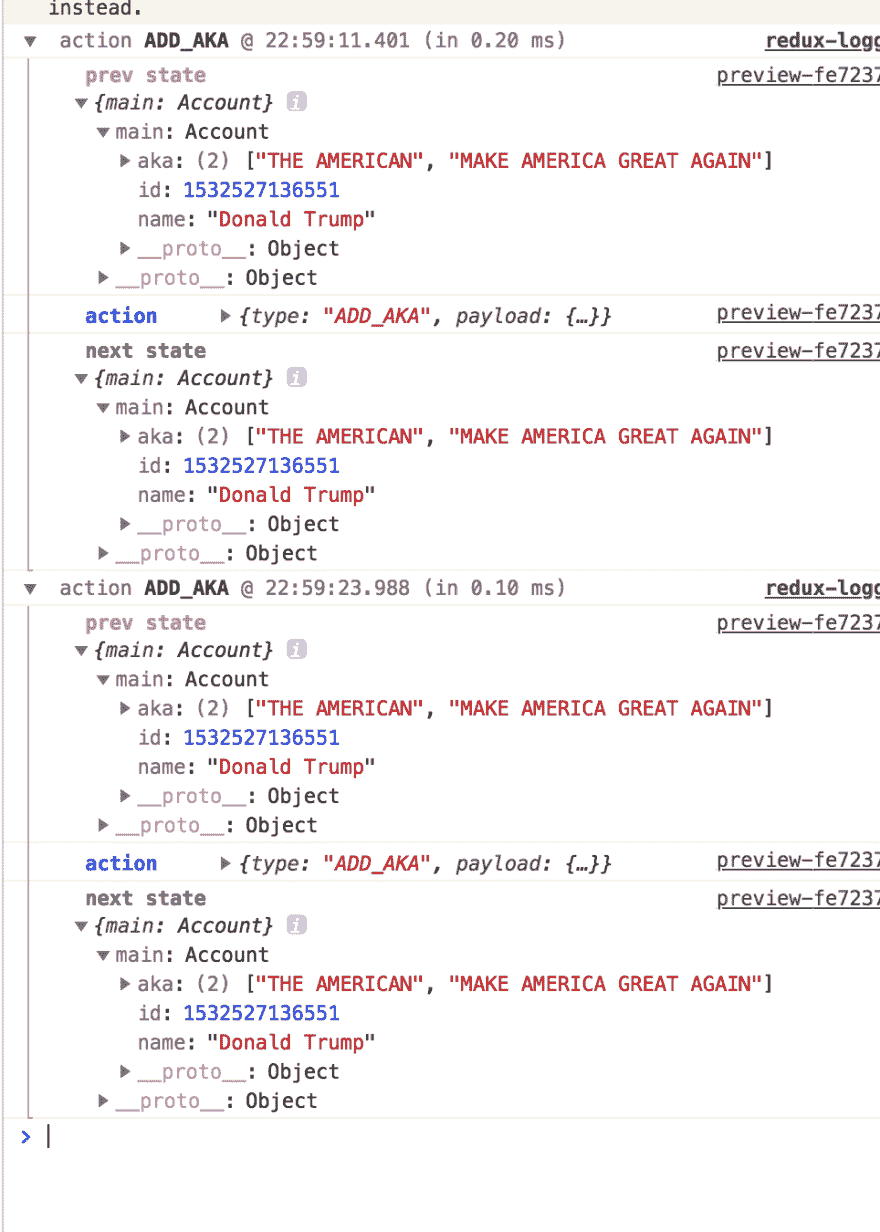 instead.
▼ action ADD_AKA @ 22:59:11.401 (in 0.20 ms) redux-logg
prev state preview-fe7237
▼{main: Account} i
▼main: Account
▶aka: (2) ["THE AMERICAN", "MAKE AMERICA GREAT AGAIN"]
id: 1532527136551
name: "Donald Trump"
▶__proto__: Object
▶__proto__: Object
action ▶{type: "ADD_AKA", payload: {…}} preview-fe7237
next state preview-fe7237
▼{main: Account} i
▼main: Account
▶aka: (2) ["THE AMERICAN", "MAKE AMERICA GREAT AGAIN"]
id: 1532527136551
name: "Donald Trump"
▶__proto__: Object
▶__proto__: Object
▼ action ADD_AKA @ 22:59:23.988 (in 0.10 ms) redux-logg
prev state preview-fe7237
▼{main: Account} i
▼main: Account
▶aka: (2) ["THE AMERICAN", "MAKE AMERICA GREAT AGAIN"]
id: 1532527136551
name: "Donald Trump"
▶__proto__: Object
▶__proto__: Object
action ▶{type: "ADD_AKA", payload: {…}} preview-fe7237
next state preview-fe7237
▼{main: Account} i
▼main: Account
▶aka: (2) ["THE AMERICAN", "MAKE AMERICA GREAT AGAIN"]
id: 1532527136551
name: "Donald Trump"
▶__proto__: Object
▶__proto__: Object
>